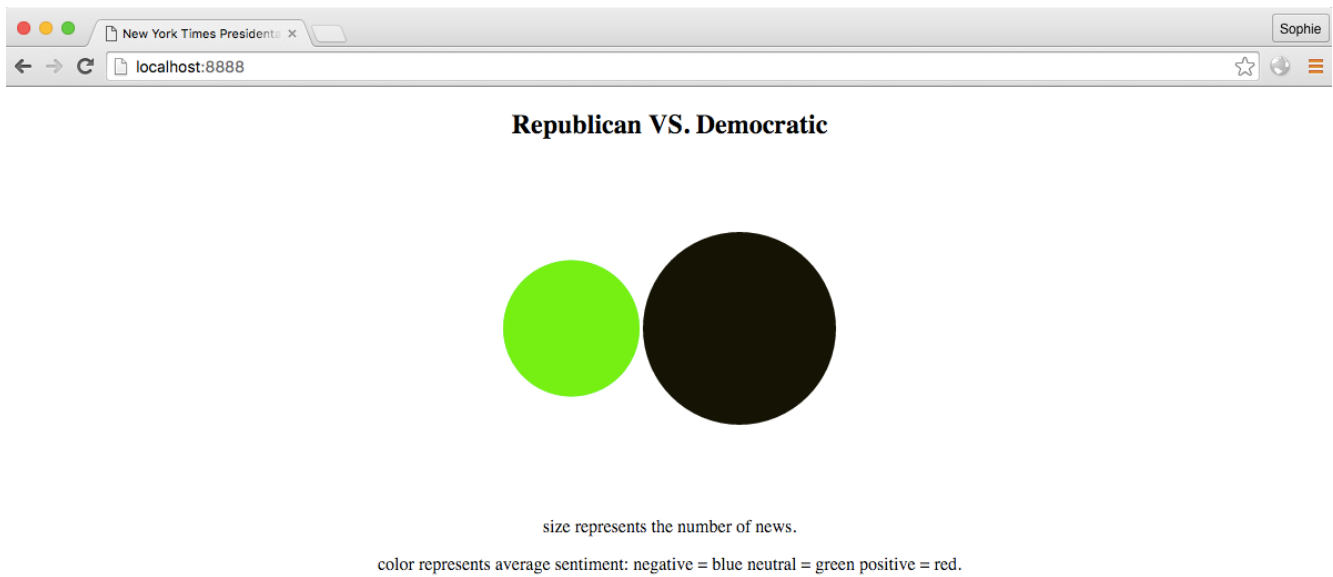 New York Times Presidenta
Sophie
localhost:8888
Republican VS. Democratic
size represents the number of news.
color represents average sentiment: negative = blue neutral = green positive = red.